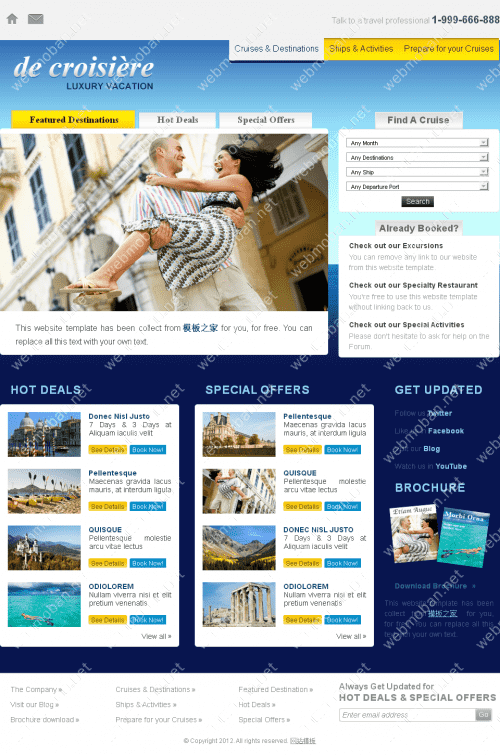 Talk to a travel professional 1-999-666-888
Cruises & Destinations
Ships & Activities
Prepare for your Cruises
de croisière
LUXURY VACATION
Featured Destinations
Hot Deals
Special Offers
This website template has been collect from 模板之家 for you, for free. You can
replace all this text with your own text.
Find A Cruise
Any Month
Any Destinations
Any Ship
Any Departure Port
Search
Already Booked?
Check out our Excursions
You can remove any link to our website
from this website template.
Check out our Specialty Restaurant
You're free to use this website template
without linking back to us.
Check out our Special Activities
Please don't hesitate to ask for help on the
Forum.
HOT DEALS
Donec Nisl Justo
7 Days & 3 Days at
Aliquam iaculis velit
See Details
Book Now!
Pellentesque
Maecenas gravida lacus
mauris, at interdum ligula
See Details
Book Now!
QUISQUE
Pellentesque molestie
arcu vitae lectus
See Details
Book Now!
ODIOLOREM
Nullam viverra nisi et elit
pretium venenatis
See Details
Book Now!
View all »
SPECIAL OFFERS
Pellentesque
Maecenas gravida lacus
mauris, at interdum ligula
See Details
Book Now!
QUISQUE
Pellentesque molestie
arcu vitae lectus
See Details
Book Now!
DONEC NISL JUSTO
7 Days & 3 Days at
Aliquam iaculis velit
See Details
Book Now!
ODIOLOREM
Nullam viverra nisi et elit
pretium venenatis
See Details
Book Now!
View all »
GET UPDATED
Follow us Twitter
Facebook
our Blog
Watch us in YouTube
BROCHURE
Etiam Augue
Morbi Ornare
Download Brochure »
This website template has been
collect from 模板之家 for you,
for free. You can replace all this
text with your own text.
The Company »
Visit our Blog »
Brochure download »
Cruises & Destinations »
Ships & Activities »
Prepare for your Cruises »
Featured Destination »
Hot Deals »
Special Offers »
Always Get Updated for
HOT DEALS & SPECIAL OFFERS
Enter email address
Go
© Copyright 2012. All rights reserved. 网站模板
webmoban.net